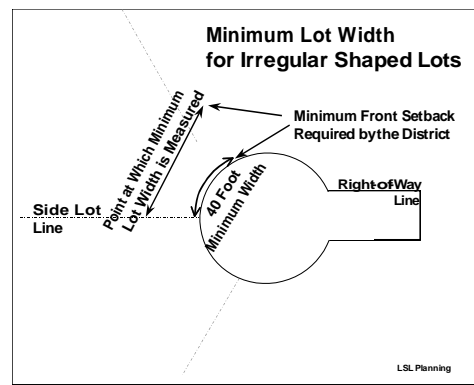 Minimum Lot Width
for Irregular Shaped Lots
Point at Which Minimum
Lot Width is Measured
Minimum Front Setback
Required by the District
40 Foot
Minimum Width
Right-of-Way
Line
Side Lot
Line
LSL Planning